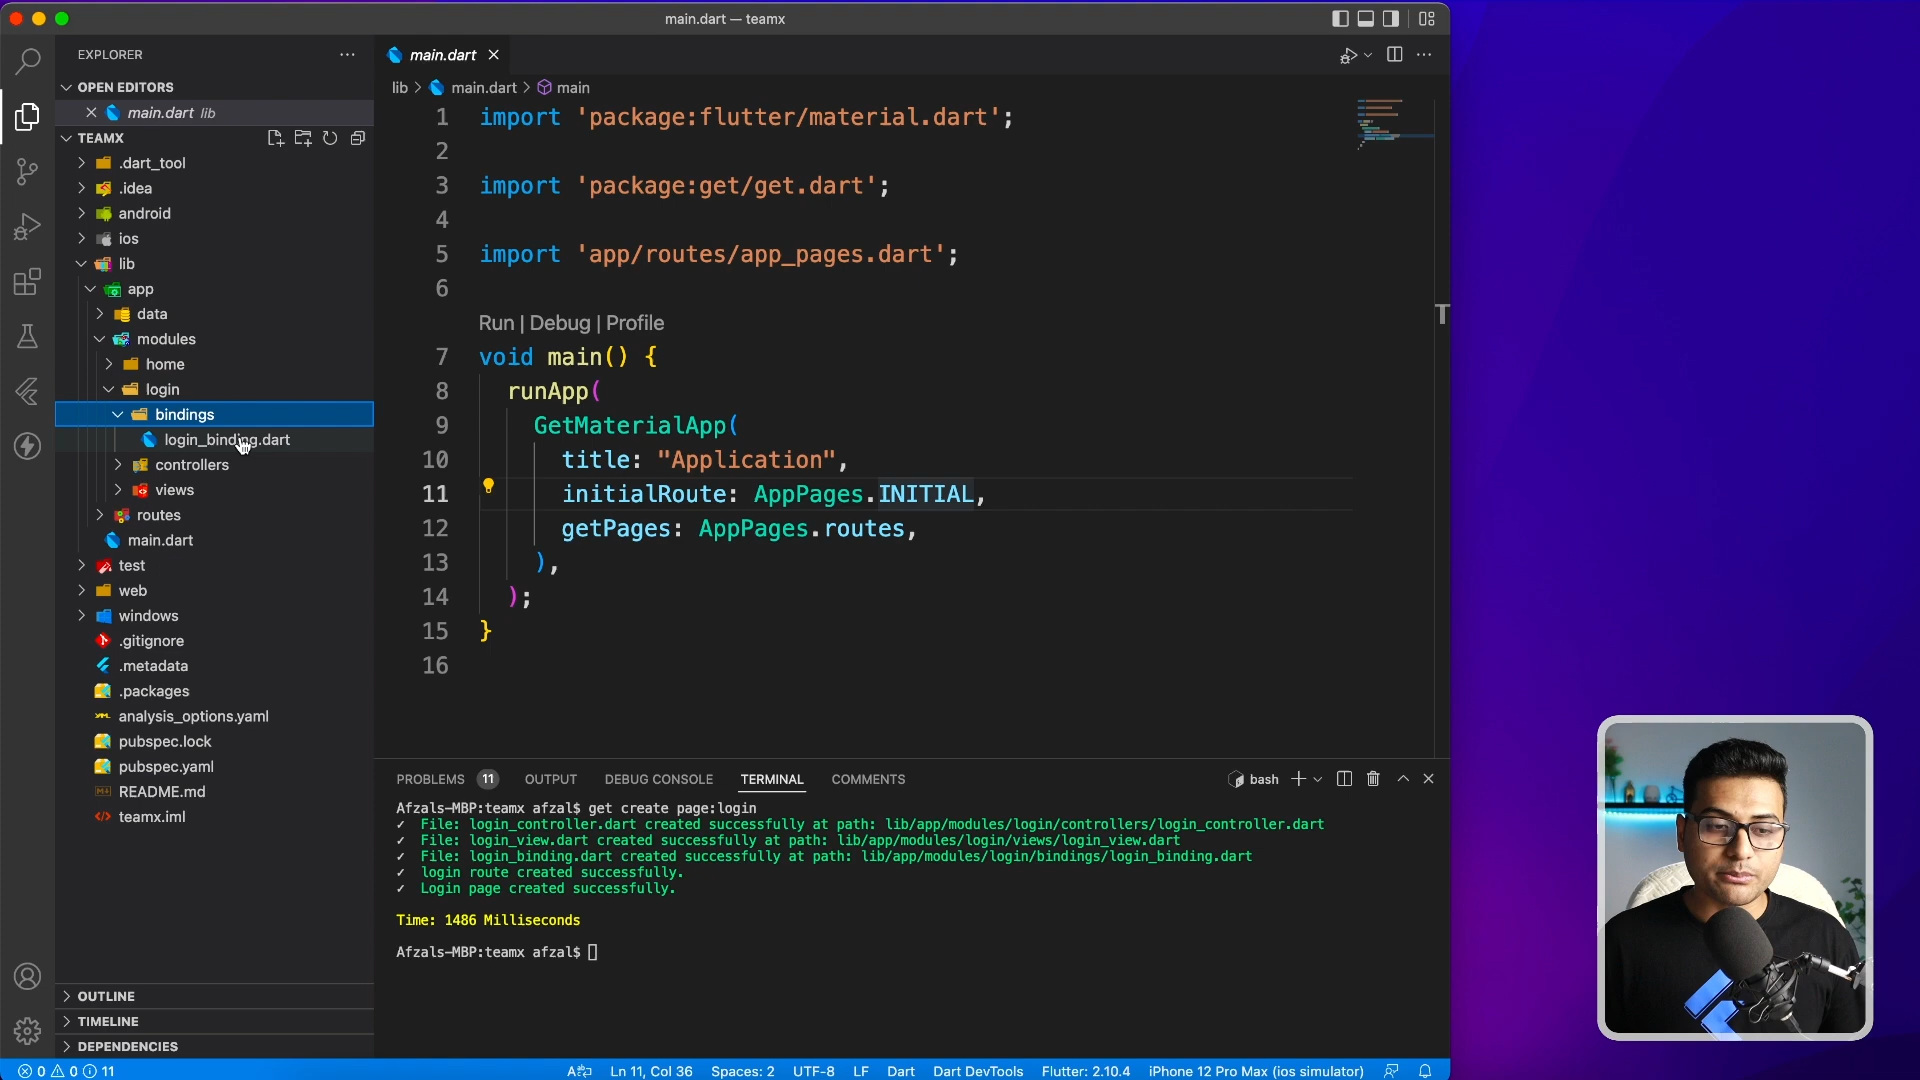 main.dart — teamx
EXPLORER
OPEN EDITORS
main.dart lib
TEAMX
.dart_tool
.idea
android
ios
lib
app
data
modules
home
login
bindings
login_binding.dart
controllers
views
routes
main.dart
test
web
windows
.gitignore
.metadata
.packages
analysis_options.yaml
pubspec.lock
pubspec.yaml
README.md
teamx.iml
OUTLINE
TIMELINE
DEPENDENCIES
main.dart
lib > main.dart > main
1 import 'package:flutter/material.dart';
2
3 import 'package:get/get.dart';
4
5 import 'app/routes/app_pages.dart';
6
Run | Debug | Profile
7 void main() {
8 runApp(
9 GetMaterialApp(
10 title: "Application",
11 initialRoute: AppPages.INITIAL,
12 getPages: AppPages.routes,
13 ),
14 );
15 }
16
T
PROBLEMS 11 OUTPUT DEBUG CONSOLE TERMINAL COMMENTS
bash
Afzals-MBP:teamx afzal$ get create page:login
✓ File: login_controller.dart created successfully at path: lib/app/modules/login/controllers/login_controller.dart
✓ File: login_view.dart created successfully at path: lib/app/modules/login/views/login_view.dart
✓ File: login_binding.dart created successfully at path: lib/app/modules/login/bindings/login_binding.dart
✓ login route created successfully.
✓ Login page created successfully.
Time: 1486 Milliseconds
Afzals-MBP:teamx afzal$
0 0 11 Ln 11, Col 36 Spaces: 2 UTF-8 LF Dart Dart DevTools Flutter: 2.10.4 iPhone 12 Pro Max (ios simulator)